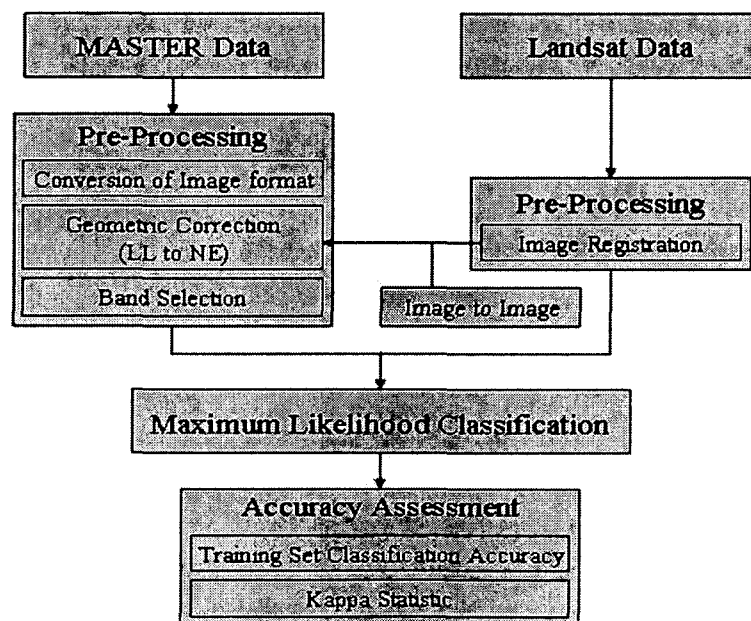 MASTER Data
Landsat Data
Pre-Processing
Conversion of Image format
Geometric Correction
(LL to NE)
Band Selection
Pre-Processing
Image Registration
Image to Image
Maximum Likelihood Classification
Accuracy Assessment
Training Set Classification Accuracy
Kappa Statistic